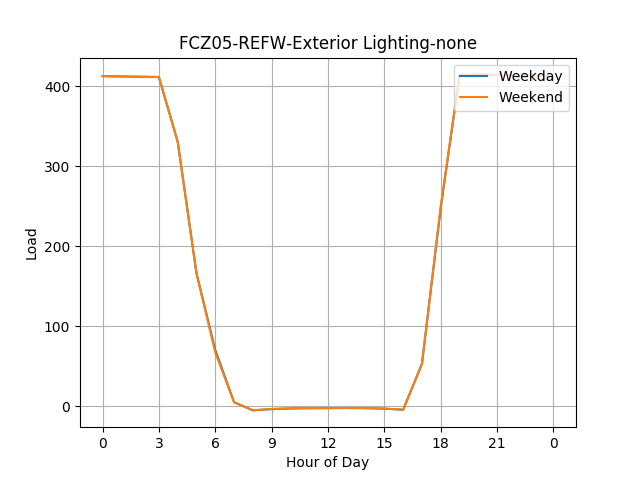 FCZ05-REFW-Exterior Lighting-none
Weekday
Weekend
400
300
200
100
0
Load
0 3 6 9 12 15 18 21 0
Hour of Day